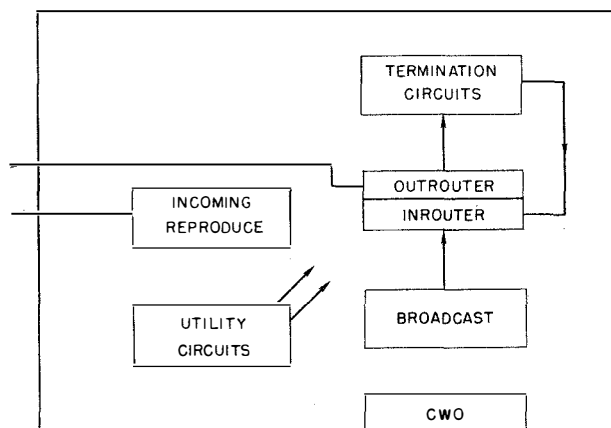 TERMINATION
CIRCUITS
OUTROUTER
INCOMING
REPRODUCE
INROUTER
UTILITY
CIRCUITS
BROADCAST
CWO